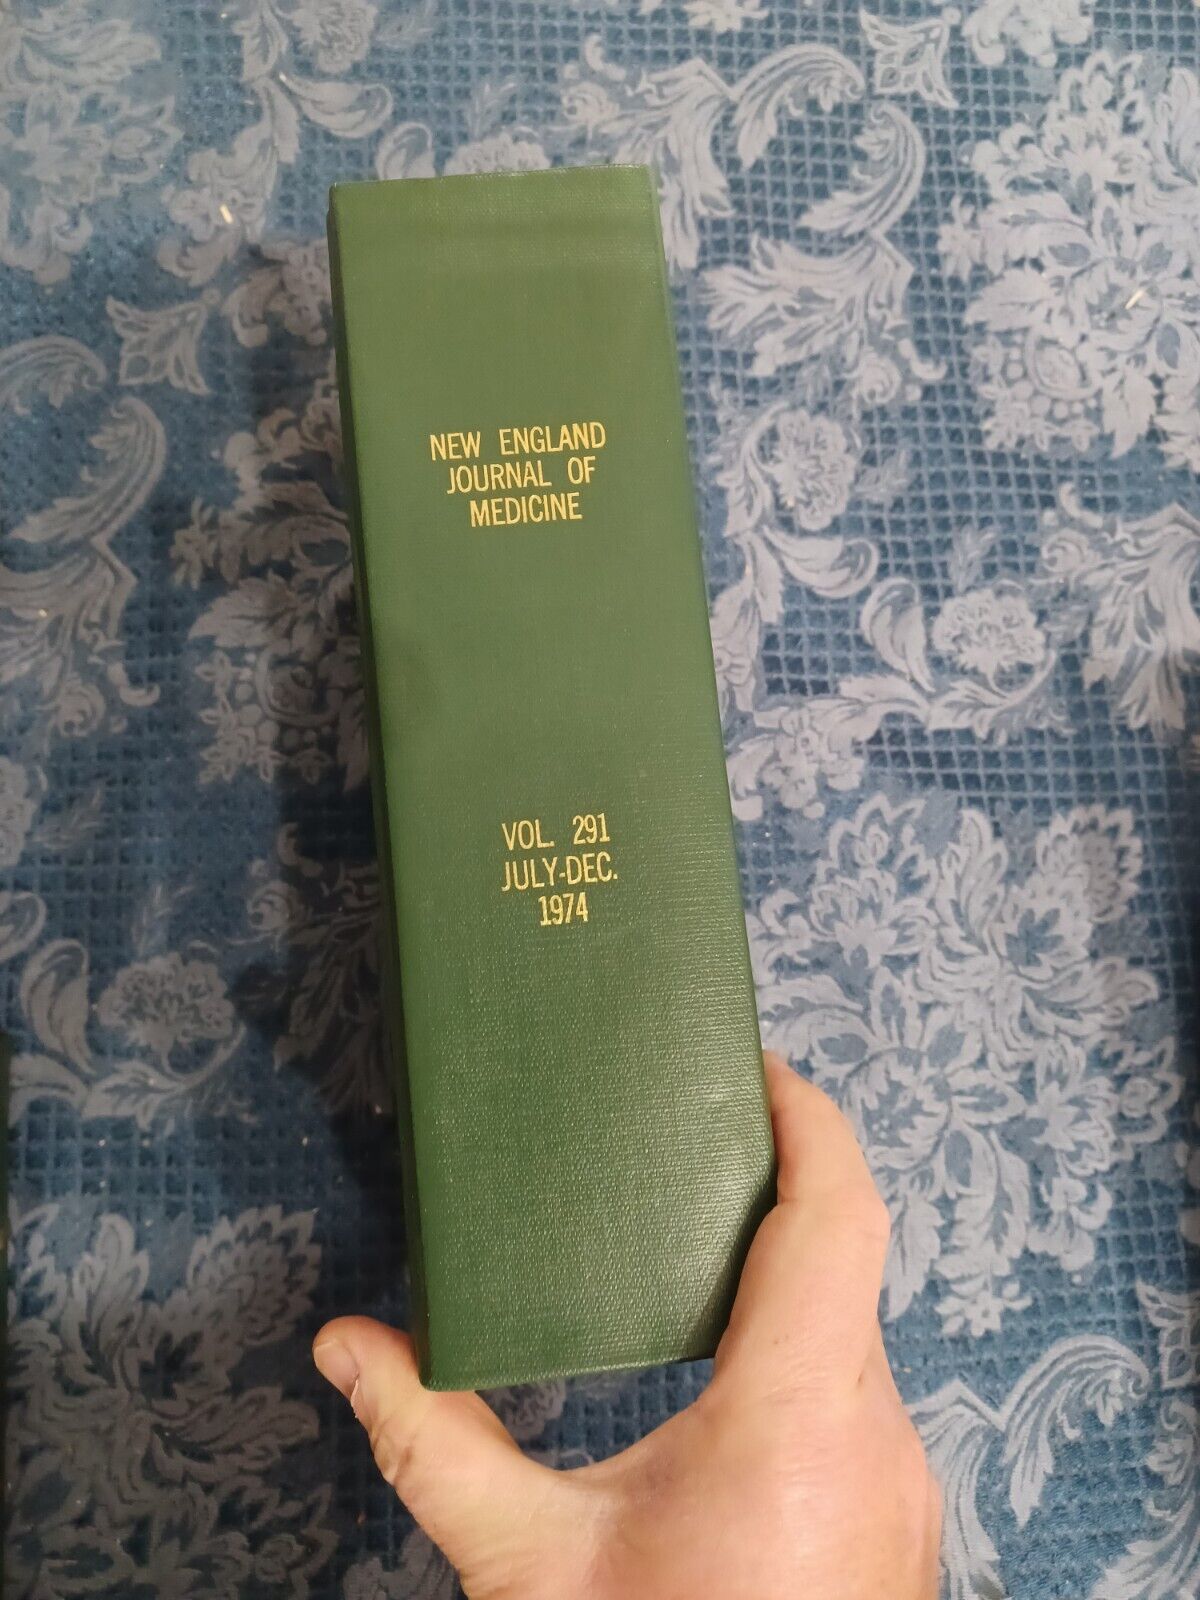 NEW ENGLAND
JOURNAL OF
MEDICINE
VOL. 291
JULY-DEC.
1974